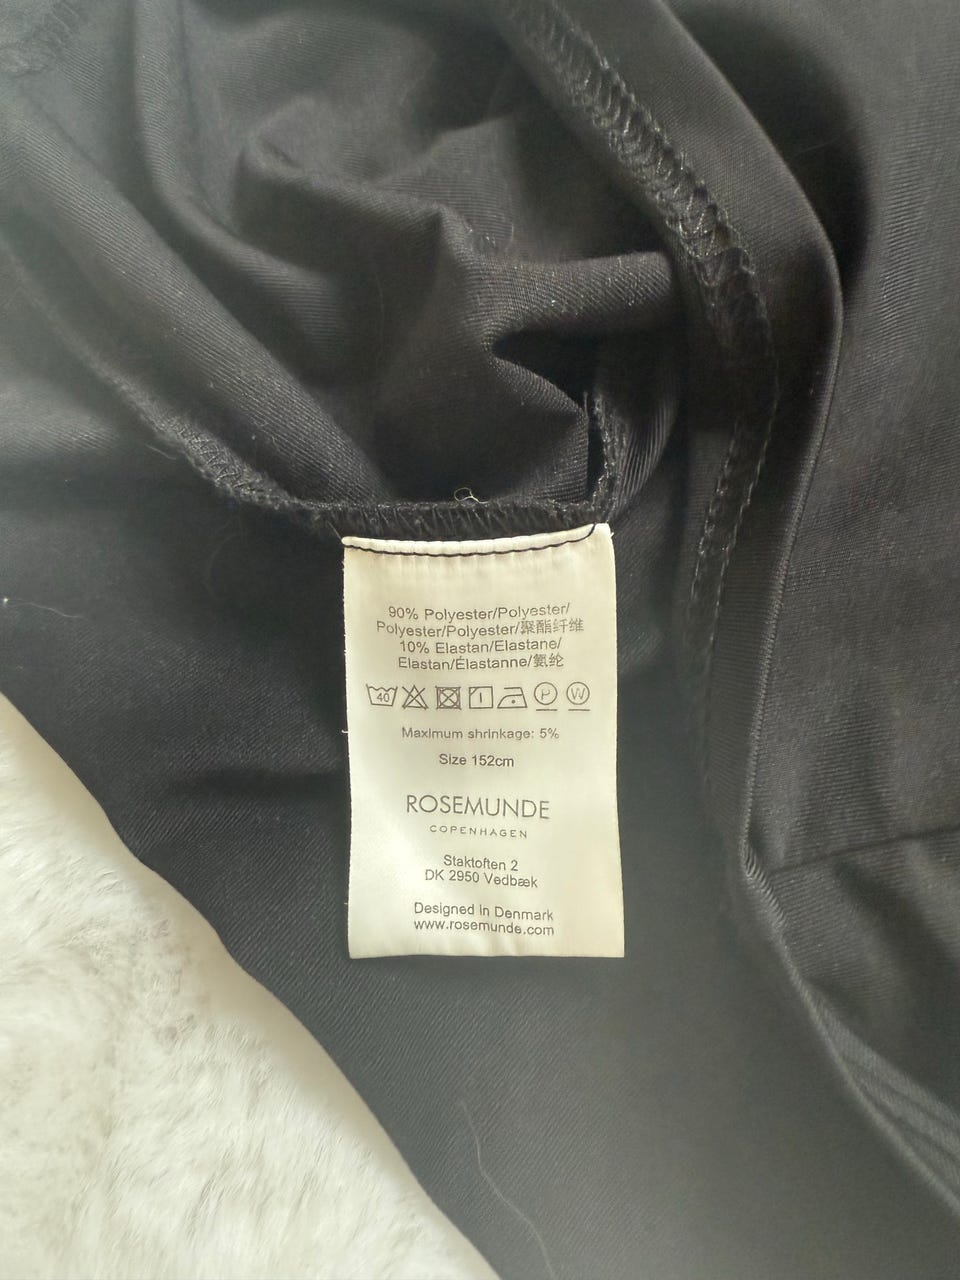 90% Polyester/Polyester/
Polyester/Polyester/聚酯纤维
10% Elastan/Elastane/
Elastan/Élastanne/氨纶
40 P W
Maximum shrinkage: 5%
Size 152cm
ROSEMUNDE
COPENHAGEN
Staktoften 2
DK 2950 Vedbæk
Designed in Denmark
www.rosemunde.com